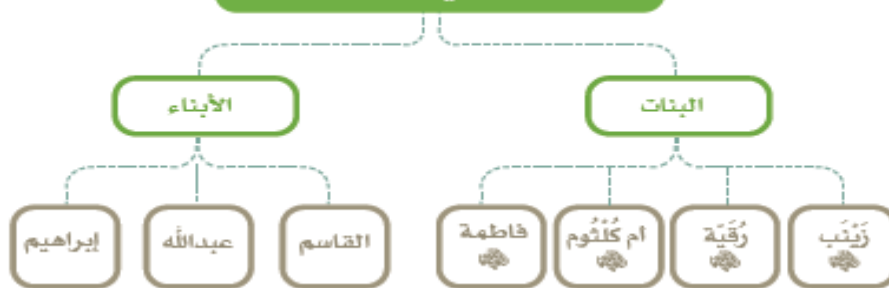 البنات
الأبناء
زَيْنَب
رُقَيَّة
أم كُلْثُوم
فاطمة
القاسم
عبدالله
إبراهيم